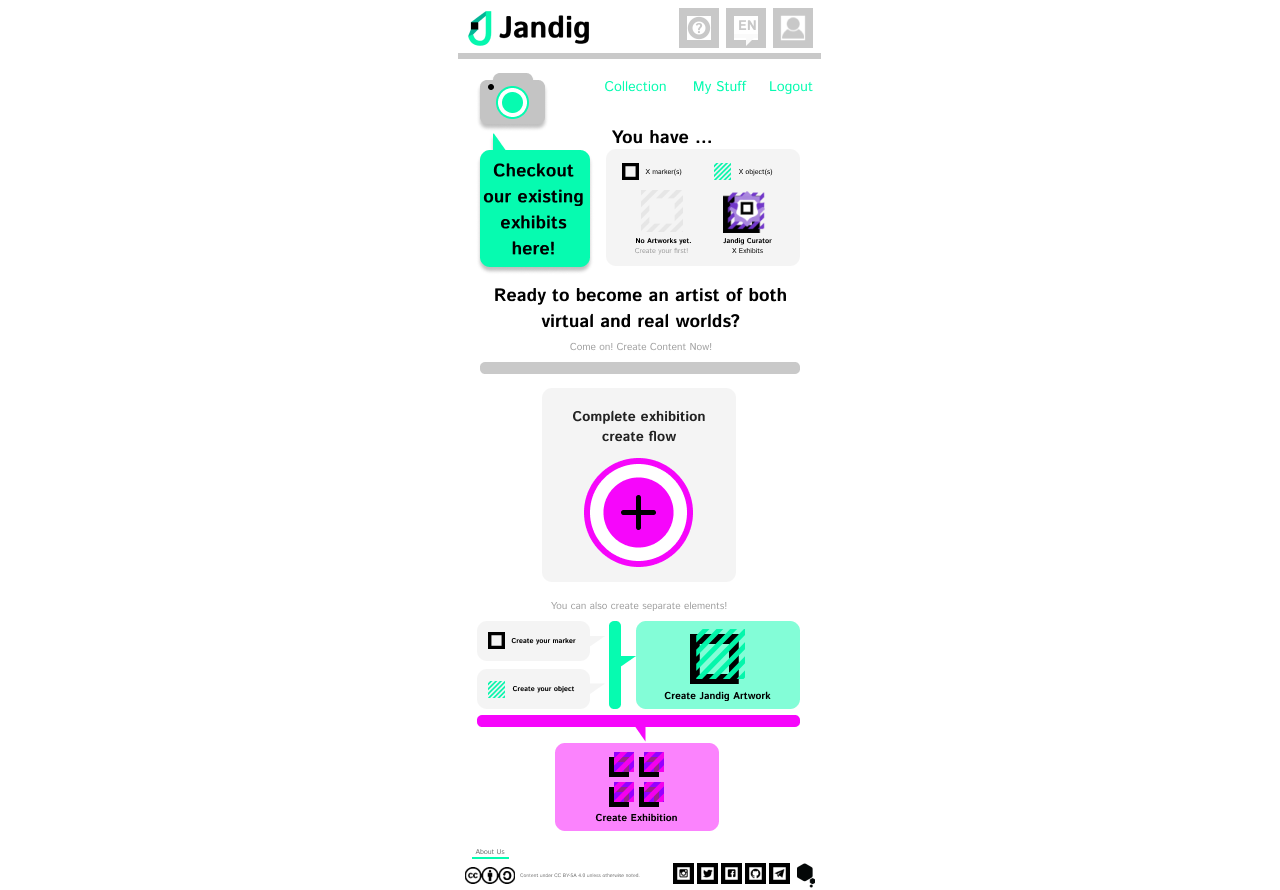 Jandig
?
EN
Collection My Stuff Logout
You have ...
X marker(s) X object(s)
No Artworks yet.
Create your first!
Jandig Curator
X Exhibits
Checkout
our existing
exhibits
here!
Ready to become an artist of both
virtual and real worlds?
Come on! Create Content Now!
Complete exhibition
create flow
You can also create separate elements!
Create your marker
Create your object
Create Jandig Artwork
Create Exhibition
About Us
Content under CC BY-SA-4.0 unless otherwise noted.